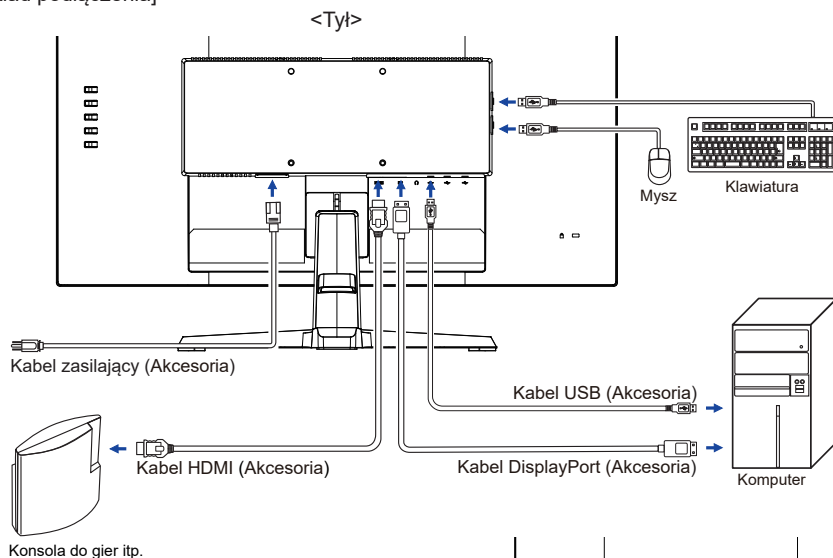 podłączenia]
<Tył>
Mysz
Klawiatura
Kabel zasilający (Akcesoria)
Kabel USB (Akcesoria)
Kabel HDMI (Akcesoria)
Kabel DisplayPort (Akcesoria)
Komputer
Konsola do gier itp.